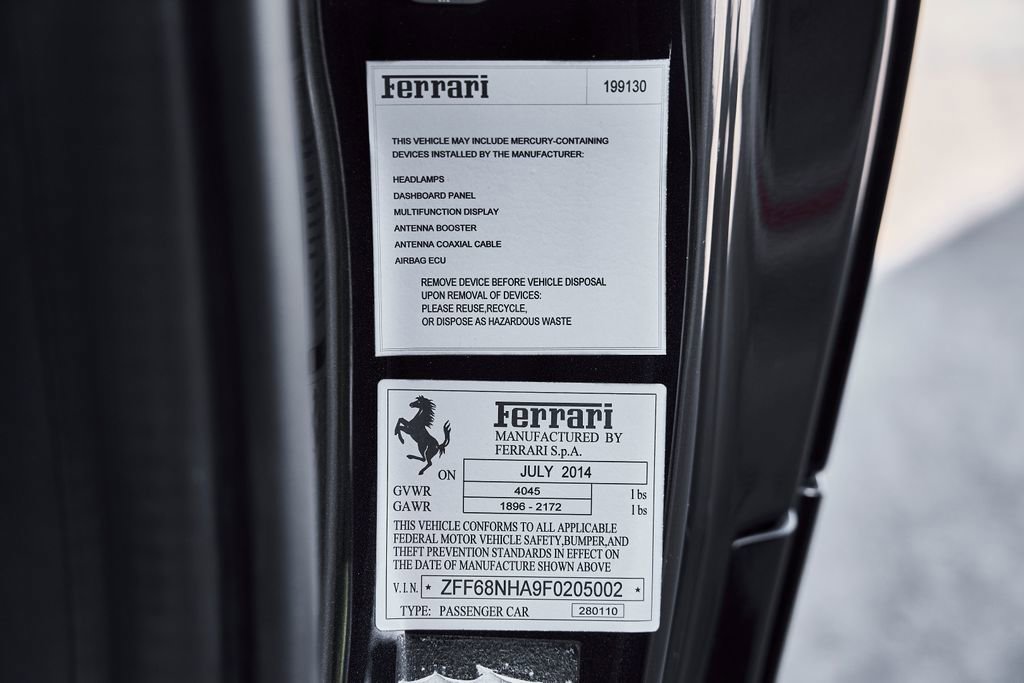 Ferrari 199130
THIS VEHICLE MAY INCLUDE MERCURY-CONTAINING
DEVICES INSTALLED BY THE MANUFACTURER:
HEADLAMPS
DASHBOARD PANEL
MULTIFUNCTION DISPLAY
ANTENNA BOOSTER
ANTENNA COAXIAL CABLE
AIRBAG ECU
REMOVE DEVICE BEFORE VEHICLE DISPOSAL
UPON REMOVAL OF DEVICES:
PLEASE REUSE,RECYCLE,
OR DISPOSE AS HAZARDOUS WASTE
Ferrari
MANUFACTURED BY
FERRARI S.p.A.
ON JULY 2014
GVWR 4045 lbs
GAWR 1896 - 2172 lbs
THIS VEHICLE CONFORMS TO ALL APPLICABLE
FEDERAL MOTOR VEHICLE SAFETY,BUMPER,AND
THEFT PREVENTION STANDARDS IN EFFECT ON
THE DATE OF MANUFACTURE SHOWN ABOVE
V.I.N. * ZFF68NHA9F0205002 *
TYPE: PASSENGER CAR 280110